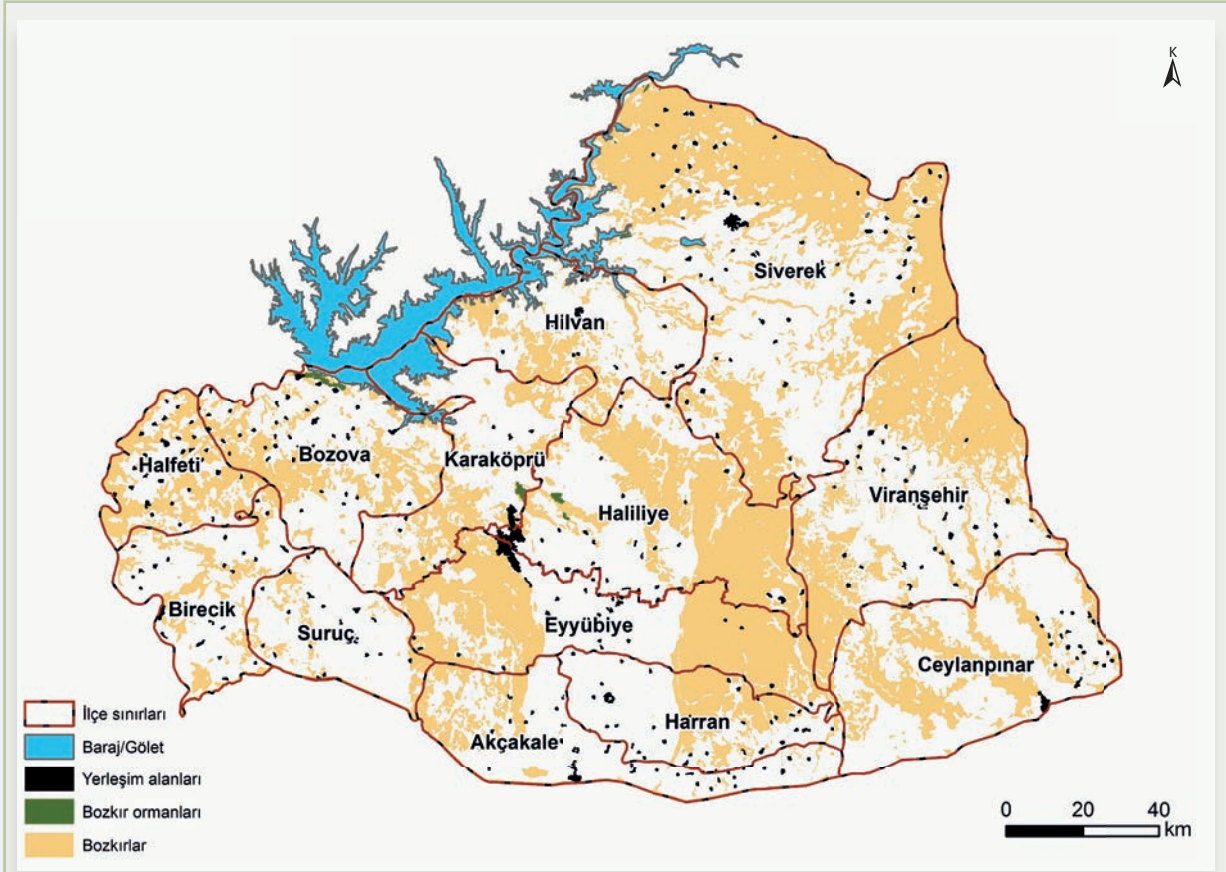 K
Siverek
Hilvan
Halfeti
Bozova
Karaköprü
Haliliye
Viranşehir
Birecik
Suruç
Eyyübiye
Ceylanpınar
Akçakale
Harran
İlçe sınırları
Baraj/Gölet
Yerleşim alanları
Bozkır ormanları
Bozkırlar
0 20 40
km